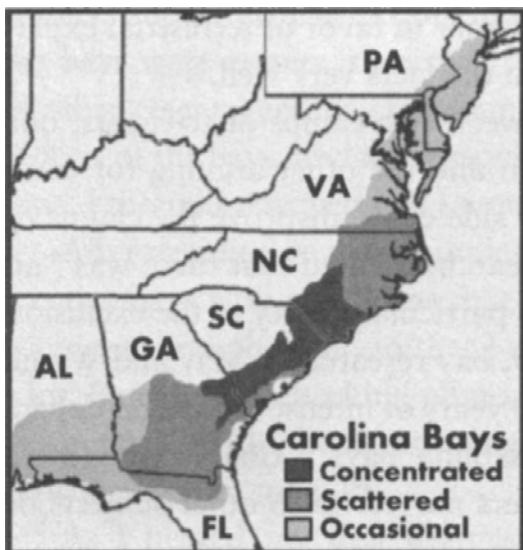 PA
VA
NC
SC
GA
AL
Carolina Bays
Concentrated
Scattered
FL
Occasional